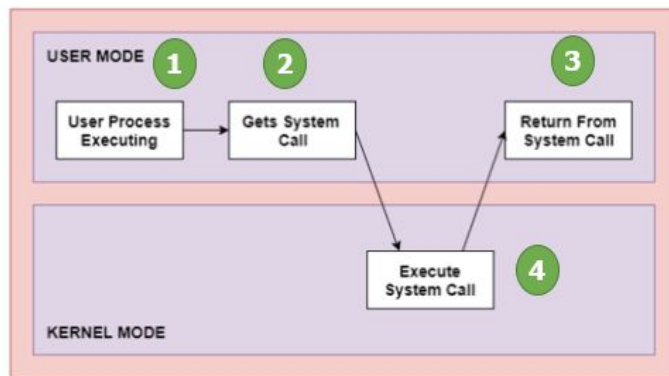 USER MODE
1
2
3
User Process
Executing
Gets System
Call
Return From
System Call
Execute
System Call
4
KERNEL MODE